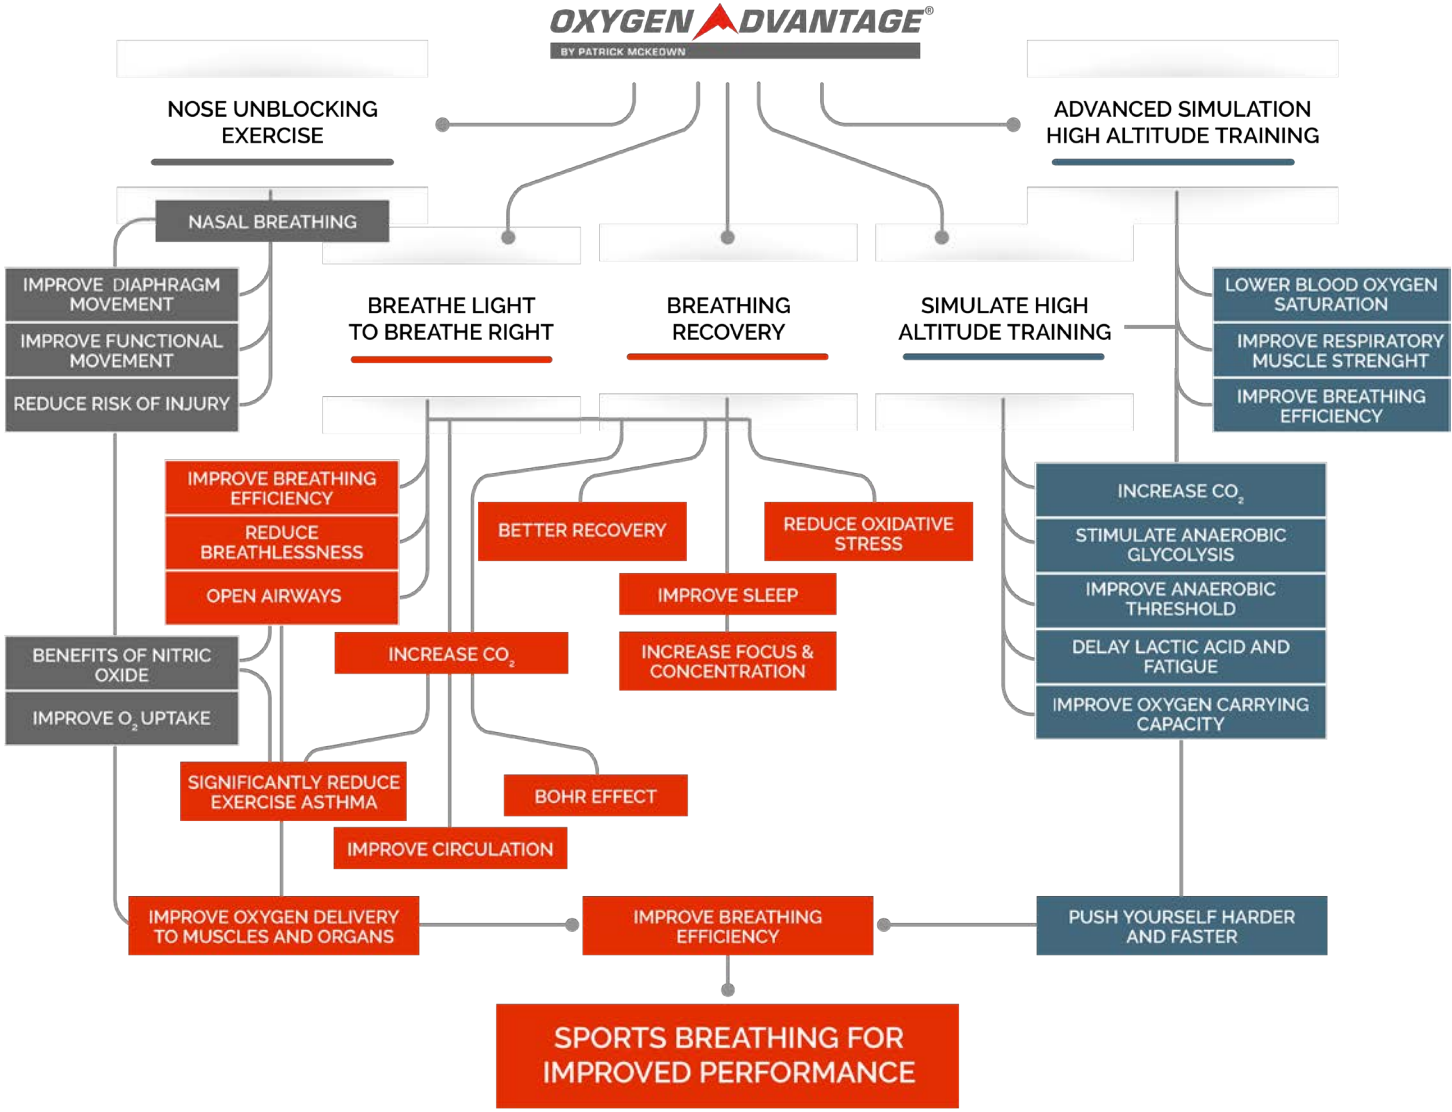 OXYGEN ADVANTAGE®
BY PATRICK MCKEOWN
NOSE UNBLOCKING
EXERCISE
ADVANCED SIMULATION
HIGH ALTITUDE TRAINING
NASAL BREATHING
IMPROVE DIAPHRAGM
MOVEMENT
IMPROVE FUNCTIONAL
MOVEMENT
REDUCE RISK OF INJURY
BREATHE LIGHT
TO BREATHE RIGHT
BREATHING
RECOVERY
SIMULATE HIGH
ALTITUDE TRAINING
LOWER BLOOD OXYGEN
SATURATION
IMPROVE RESPIRATORY
MUSCLE STRENGHT
IMPROVE BREATHING
EFFICIENCY
IMPROVE BREATHING
EFFICIENCY
REDUCE
BREATHLESSNESS
OPEN AIRWAYS
BETTER RECOVERY
REDUCE OXIDATIVE
STRESS
IMPROVE SLEEP
INCREASE FOCUS &
CONCENTRATION
INCREASE CO₂
INCREASE CO₂
STIMULATE ANAEROBIC
GLYCOLYSIS
IMPROVE ANAEROBIC
THRESHOLD
DELAY LACTIC ACID AND
FATIGUE
IMPROVE OXYGEN CARRYING
CAPACITY
BENEFITS OF NITRIC
OXIDE
IMPROVE O₂ UPTAKE
SIGNIFICANTLY REDUCE
EXERCISE ASTHMA
BOHR EFFECT
IMPROVE CIRCULATION
IMPROVE OXYGEN DELIVERY
TO MUSCLES AND ORGANS
IMPROVE BREATHING
EFFICIENCY
PUSH YOURSELF HARDER
AND FASTER
SPORTS BREATHING FOR
IMPROVED PERFORMANCE